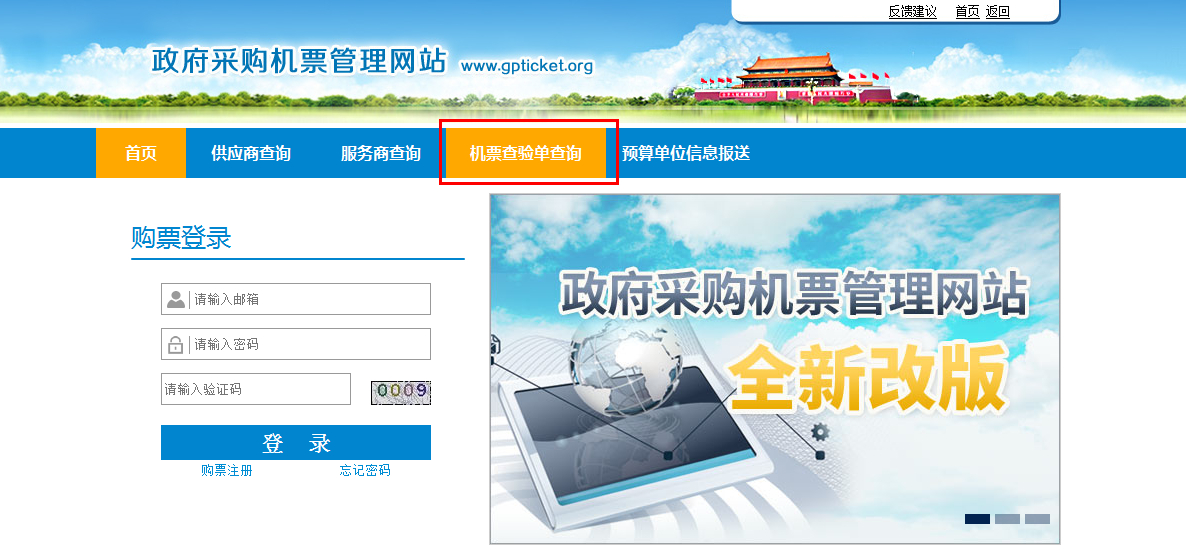 反馈建议 首页 返回
政府采购机票管理网站 www.gpticket.org
首页 供应商查询 服务商查询 机票查验单查询 预算单位信息报送
购票登录
请输入邮箱
请输入密码
请输入验证码 0009
登 录
购票注册 忘记密码
政府采购机票管理网站
全新改版